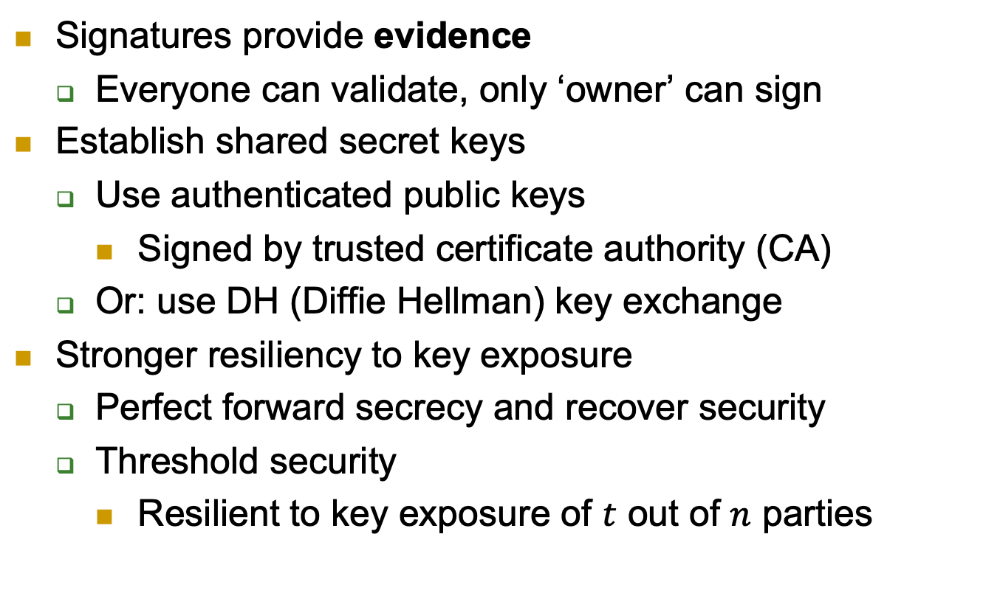 Signatures provide evidence
Everyone can validate, only ‘owner’ can sign
Establish shared secret keys
Use authenticated public keys
Signed by trusted certificate authority (CA)
Or: use DH (Diffie Hellman) key exchange
Stronger resiliency to key exposure
Perfect forward secrecy and recover security
Threshold security
Resilient to key exposure of t out of n parties